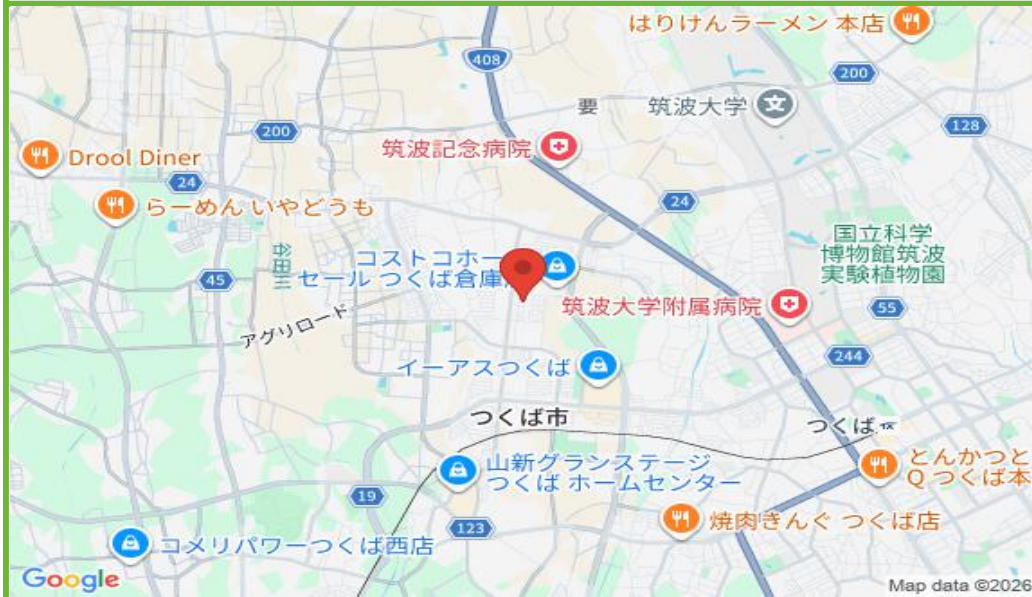 はりけんラーメン 本店
408
200
要
筑波大学
文
128
200
筑波記念病院
Drool Diner
24
らーめん いやどうも
24
国立科学
博物館筑波
実験植物園
谷田川
コストコホー
セール つくば倉庫
45
筑波大学附属病院
55
アグリロード
244
イーアスつくば
つくば市
つくば
とんかつと
Q つくば本
山新グランステージ
つくば ホームセンター
19
123
焼肉きんぐ つくば店
コメリパワーつくば西店
Google
Map data ©2026